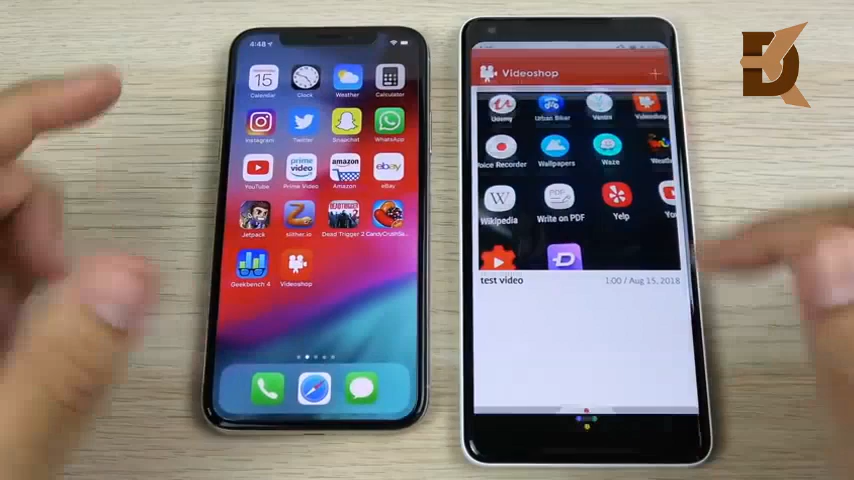 4:48
15
Calendar Clock Weather Calculator
Instagram Twitter Snapchat WhatsApp
prime video
amazon
ebay
YouTube Prime Video Amazon eBay
Jetpack slither.io Dead Trigger 2 CandyCrushSa...
Geekbench 4 Videoshop
Videoshop
Udemy Urban Biker Ventra Videoshop
Voice Recorder Wallpapers Waze
W PDF
Wikipedia Write on PDF Yelp
test video 1:00 / Aug 15, 2018
DK